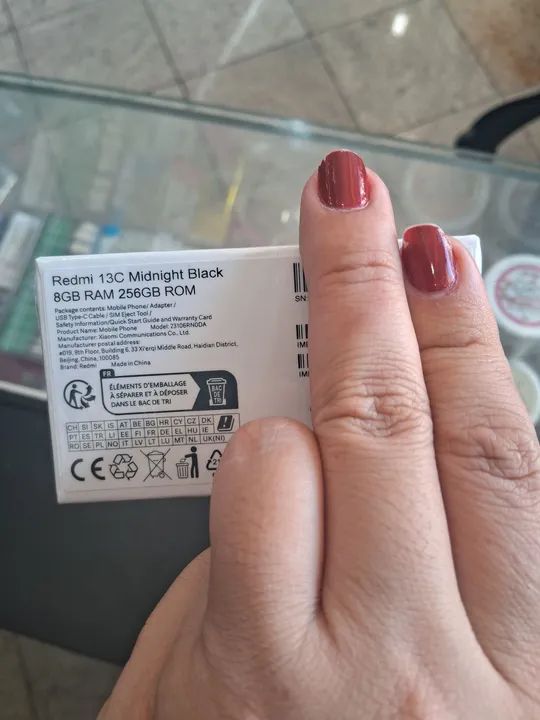 Redmi 13C Midnight Black
8GB RAM 256GB ROM
Package contents: Mobile Phone/ Adapter /
USB Type-C Cable / SIM Eject Tool /
Safety Information/Quick Start Guide and Warranty Card
Product Name: Mobile Phone Model: 23106RN0DA
Manufacturer: Xiaomi Communications Co., Ltd.
Manufacturer postal address:
#019, 9th Floor, Building 6, 33 Xi'erqi Middle Road, Haidian District,
Beijing, China, 100085
Brand: Redmi Made in China
SN:
FR
ÉLÉMENTS D'EMBALLAGE
À SÉPARER ET À DÉPOSER
DANS LE BAC DE TRI
BAC
DE
TRI
CH SI SK IS AT BE BG HR CY CZ DK
PT ES TR LI EE FI FR DE EL HU IE
RO SE PL NO IT LV LT LU MT NL UK(NI)
CE
21